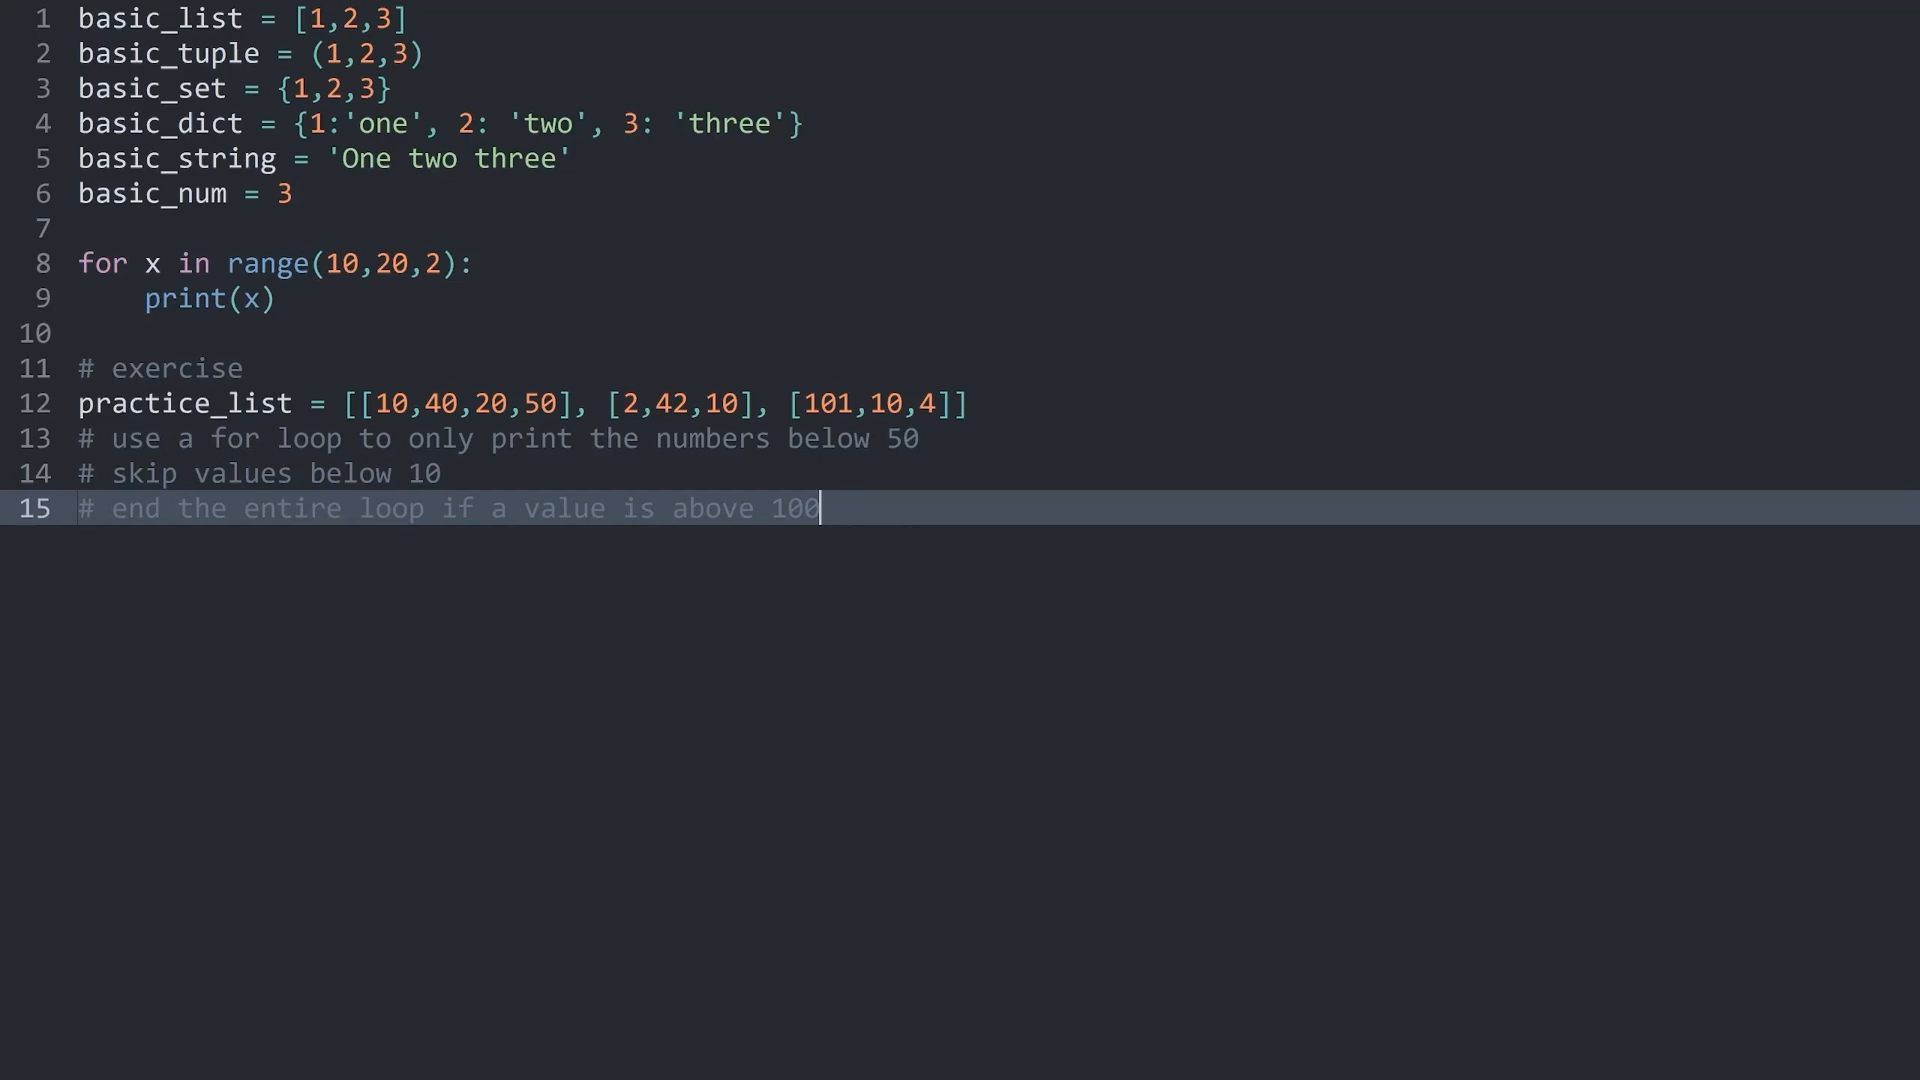 1 basic_list = [1,2,3]
2 basic_tuple = (1,2,3)
3 basic_set = {1,2,3}
4 basic_dict = {1:'one', 2: 'two', 3: 'three'}
5 basic_string = 'One two three'
6 basic_num = 3
7
8 for x in range(10,20,2):
9     print(x)
10
11 # exercise
12 practice_list = [[10,40,20,50], [2,42,10], [101,10,4]]
13 # use a for loop to only print the numbers below 50
14 # skip values below 10
15 # end the entire loop if a value is above 100